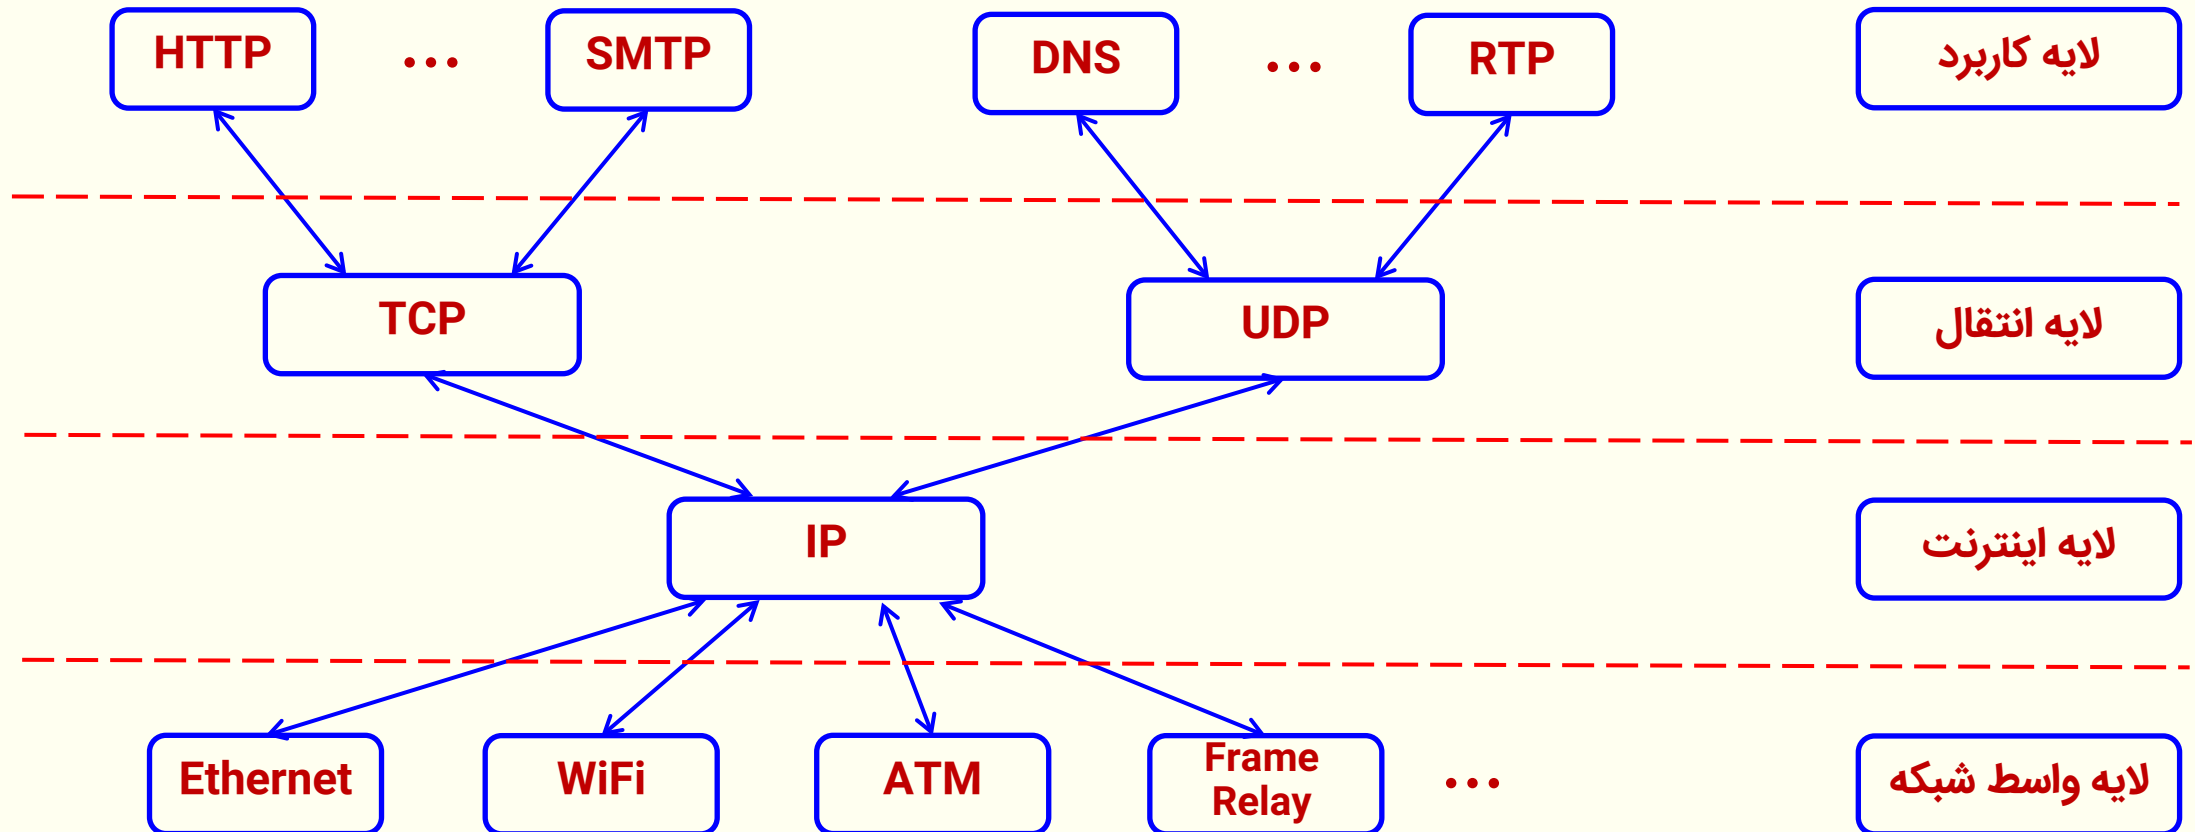 HTTP ... SMTP DNS ... RTP لایه کاربرد
TCP UDP لایه انتقال
IP لایه اینترنت
Ethernet WiFi ATM Frame Relay ... لایه واسط شبکه